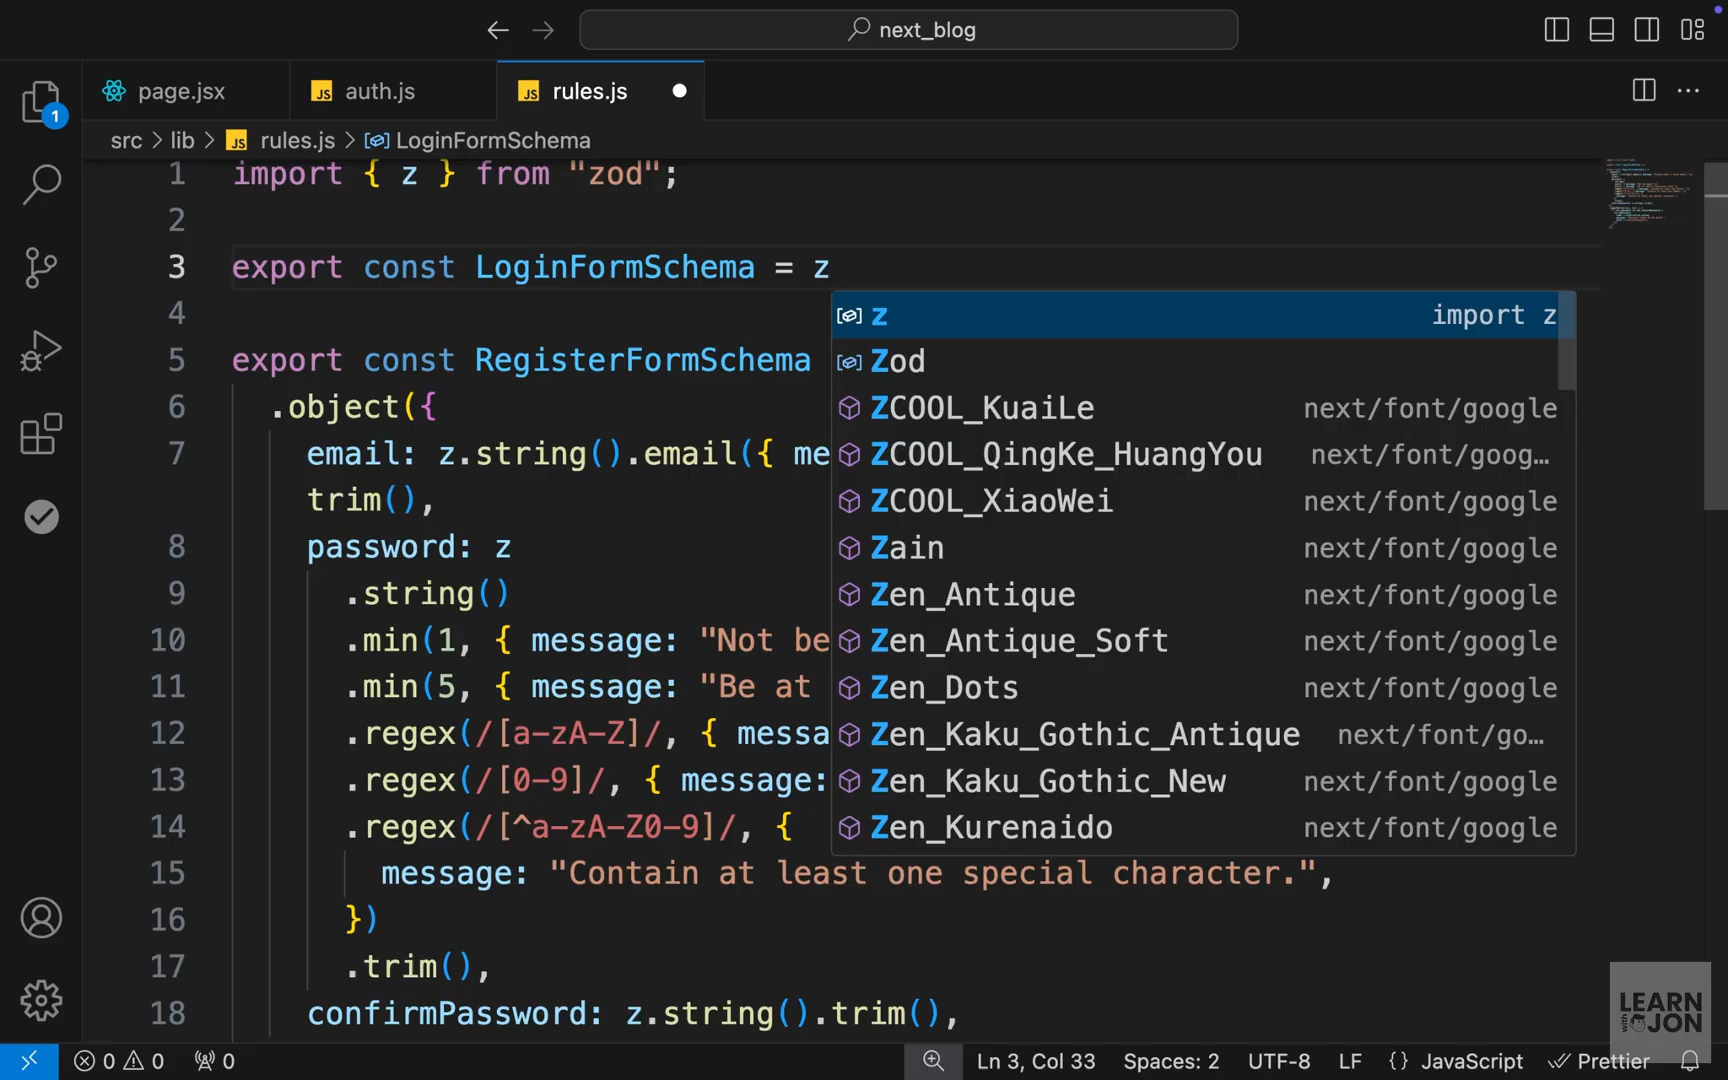 next_blog
page.jsx
auth.js
rules.js
1
src > lib > JS rules.js > LoginFormSchema
1 import { z } from "zod";
2
3 export const LoginFormSchema = z
4
5 export const RegisterFormSchema
6 .object({
7 email: z.string().email({ me
trim(),
8 password: z
9 .string()
10 .min(1, { message: "Not be
11 .min(5, { message: "Be at
12 .regex(/[a-zA-Z]/, { messa
13 .regex(/[0-9]/, { message:
14 .regex(/[^a-zA-Z0-9]/, {
15 message: "Contain at least one special character.",
16 })
17 .trim(),
18 confirmPassword: z.string().trim(),
z import z
Zod
ZCOOL_KuaiLe next/font/google
ZCOOL_QingKe_HuangYou next/font/goog…
ZCOOL_XiaoWei next/font/google
Zain next/font/google
Zen_Antique next/font/google
Zen_Antique_Soft next/font/google
Zen_Dots next/font/google
Zen_Kaku_Gothic_Antique next/font/go…
Zen_Kaku_Gothic_New next/font/google
Zen_Kurenaido next/font/google
LEARN
with JON
0 0 0 Ln 3, Col 33 Spaces: 2 UTF-8 LF {} JavaScript Prettier